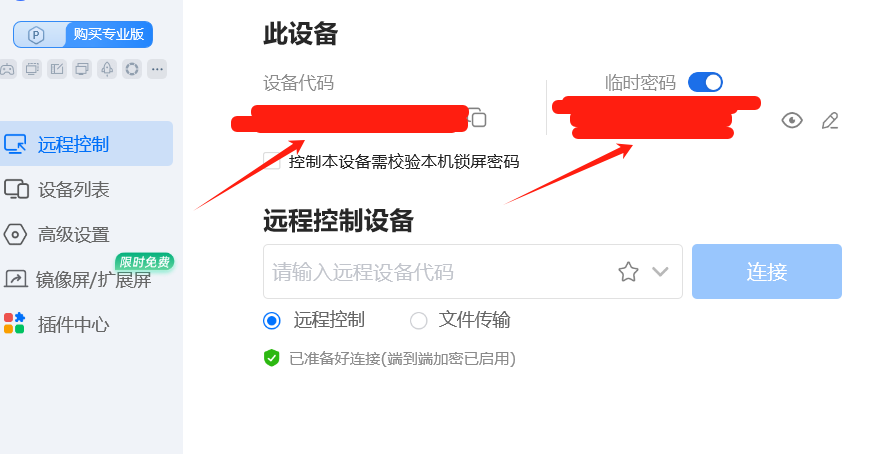 购买专业版
远程控制
设备列表
高级设置
限时免费
镜像屏/扩展屏
插件中心
此设备
设备代码
临时密码
控制本设备需校验本机锁屏密码
远程控制设备
请输入远程设备代码
连接
远程控制
文件传输
已准备好连接(端到端加密已启用)